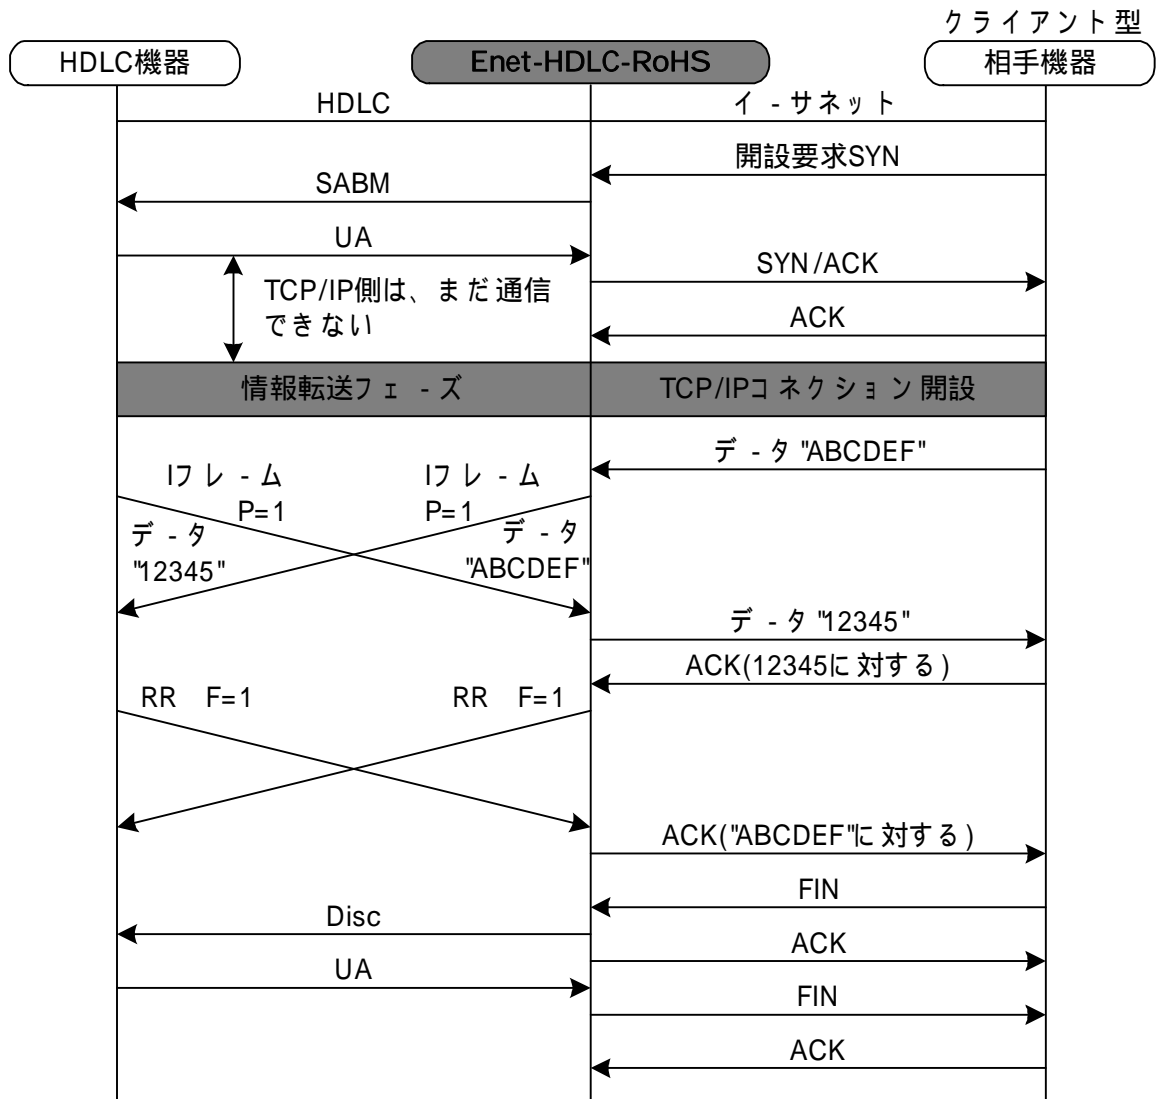 クライアント型
HDLC機器
Enet-HDLC-RoHS
相手機器
HDLC
イ-サネット
開設要求SYN
SABM
UA
SYN/ACK
TCP/IP側は、まだ通信
できない
ACK
情報転送フェ-ズ
TCP/IPコネクション開設
デ-タ"ABCDEF"
Iフレ-ム
P=1
デ-タ
"12345"
Iフレ-ム
P=1
デ-タ
"ABCDEF"
デ-タ"12345"
ACK(12345に対する)
RR F=1
RR F=1
ACK("ABCDEF"に対する)
FIN
Disc
ACK
UA
FIN
ACK